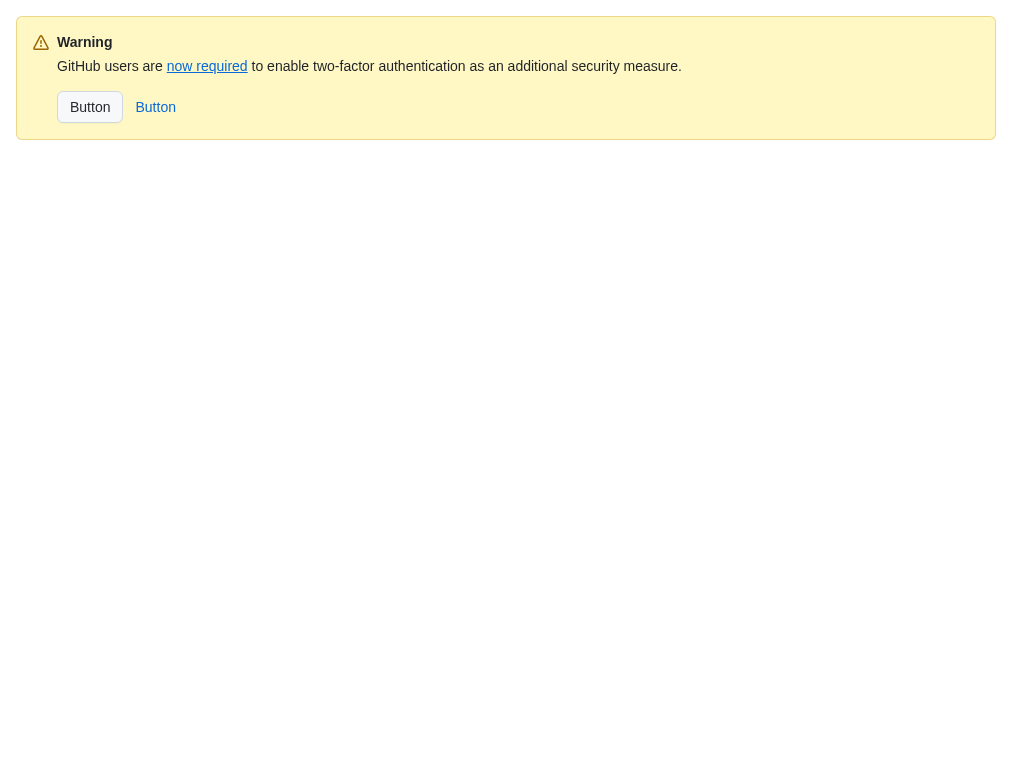 Warning
GitHub users are now required to enable two-factor authentication as an additional security measure.
Button Button